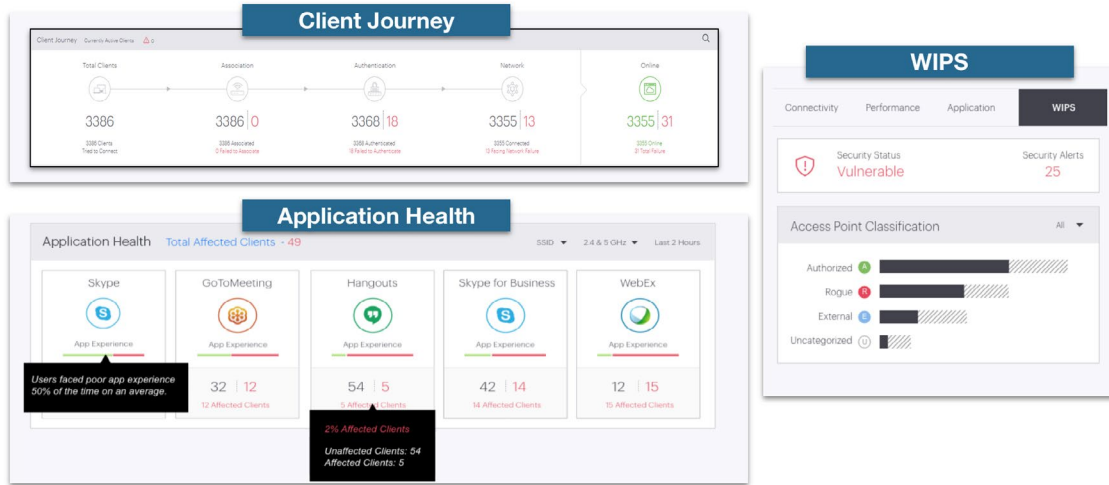 Client Journey
Client Journey Currently Active Clients 0
Total Clients Association Authentication Network Online
3386 3386 | 0 3368 | 18 3355 | 13 3355 | 31
3386 Clients 3386 Associated 3368 Authenticated 3355 Connected 3355 Online
Tried to Connect 0 Failed to Associate 18 Failed to Authenticate 13 Facing Network Failure 31 Total Failure
WIPS
Connectivity Performance Application WIPS
Security Status Security Alerts
Vulnerable 25
Access Point Classification All
Authorized A
Rogue R
External E
Uncategorized U
Application Health
Application Health Total Affected Clients - 49 SSID 2.4 & 5 GHz Last 2 Hours
Skype GoToMeeting Hangouts Skype for Business WebEx
App Experience App Experience App Experience App Experience App Experience
Users faced poor app experience
50% of the time on an average.
32 | 12 54 | 5 42 | 14 12 | 15
12 Affected Clients 5 Affected Clients 14 Affected Clients 15 Affected Clients
2% Affected Clients
Unaffected Clients: 54
Affected Clients: 5